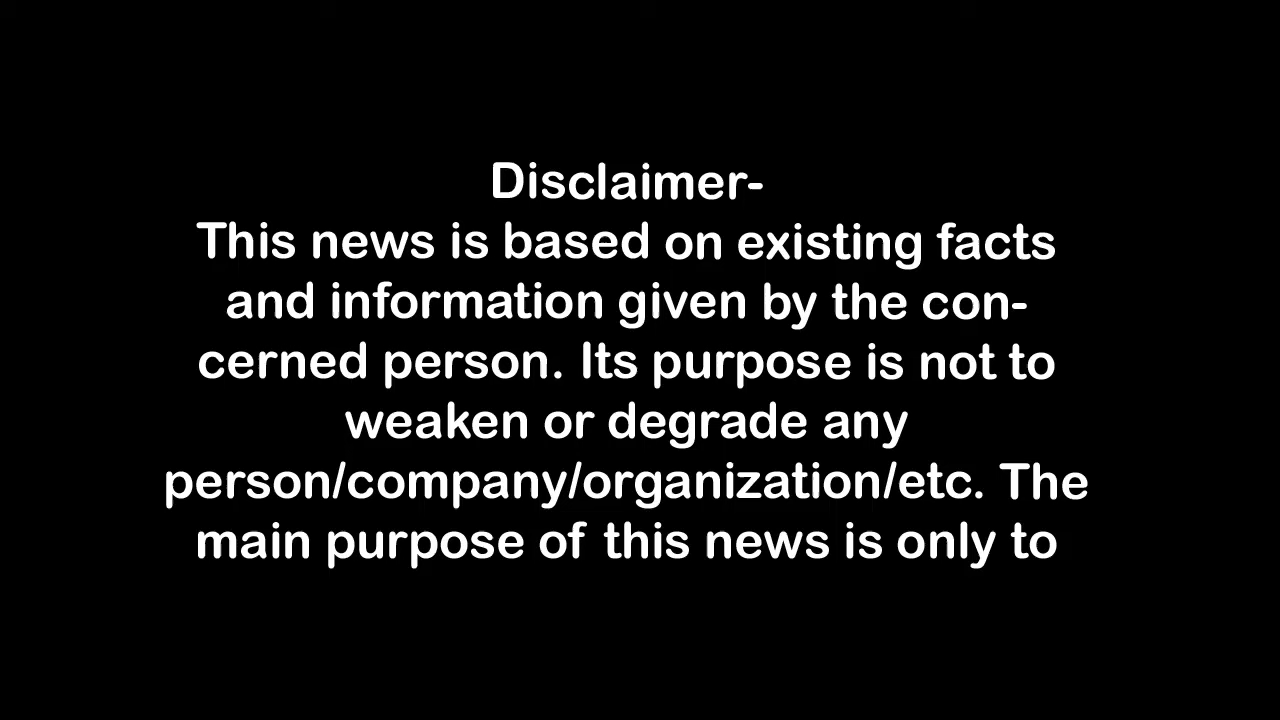 Disclaimer-
This news is based on existing facts
and information given by the con-
cerned person. Its purpose is not to
weaken or degrade any
person/company/organization/etc. The
main purpose of this news is only to